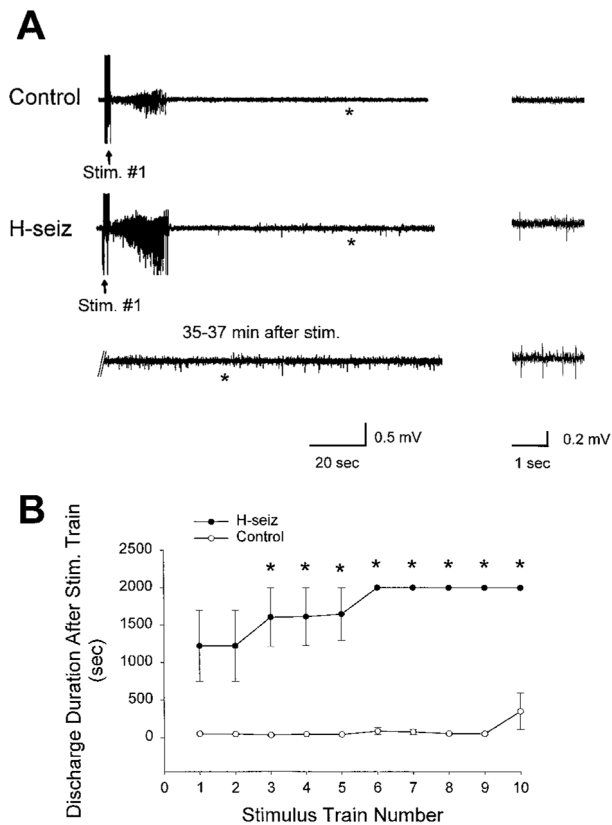 A
Control
*
Stim. #1
H-seiz
*
Stim. #1
35-37 min after stim.
*
0.5 mV
20 sec
0.2 mV
1 sec
B
H-seiz
Control
Discharge Duration After Stim. Train
(sec)
2500
2000
1500
1000
500
0
* * * * * * * *
0 1 2 3 4 5 6 7 8 9 10
Stimulus Train Number